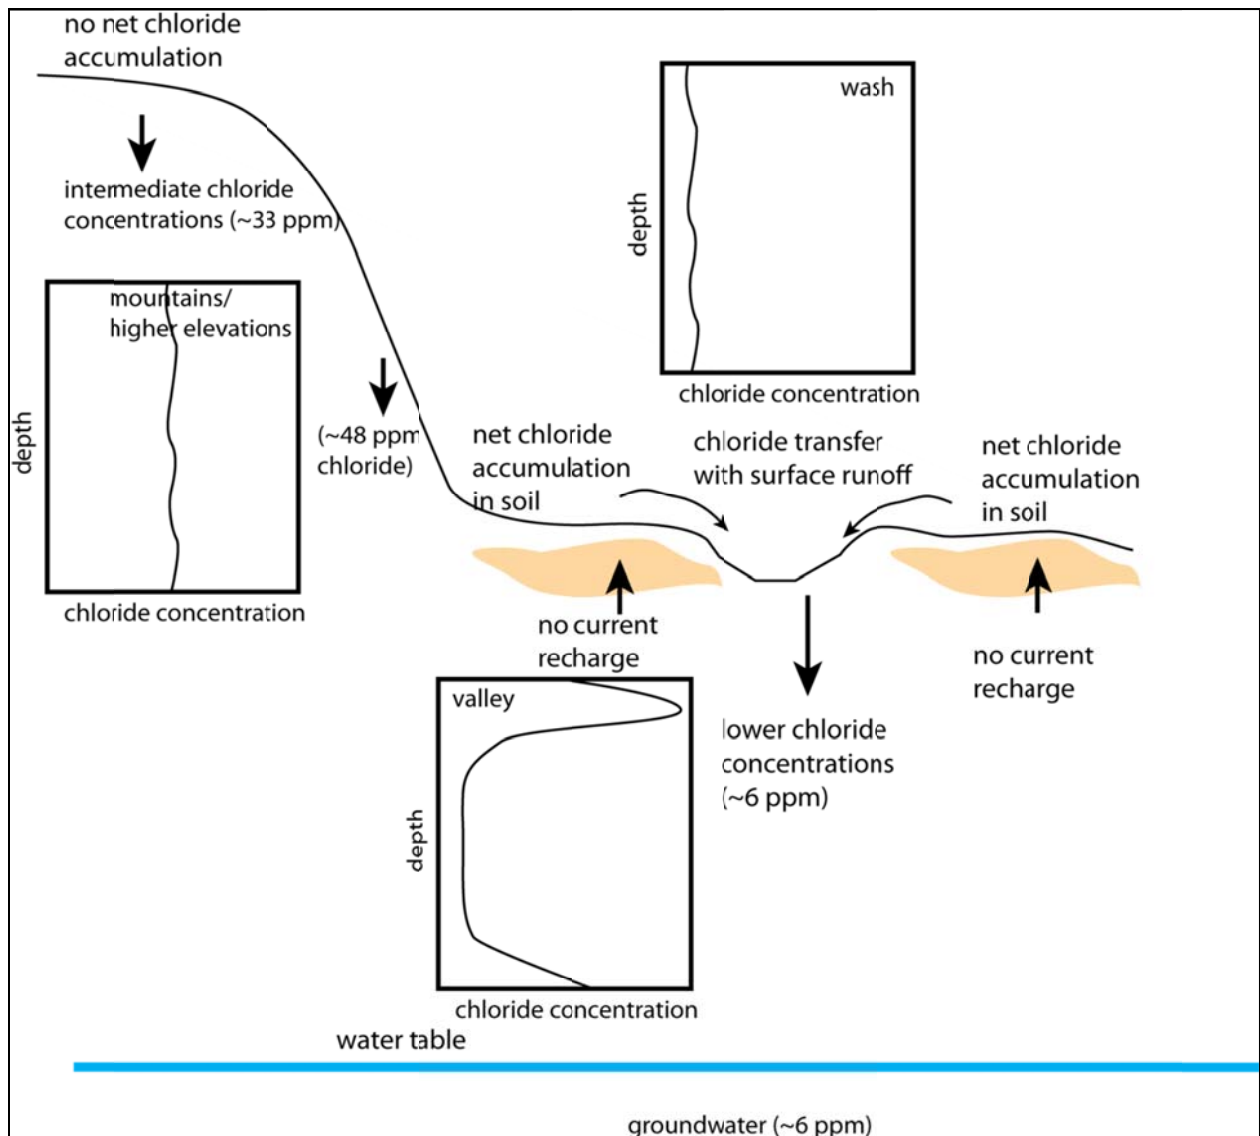 no net chloride
accumulation
intermediate chloride
concentrations (~33 ppm)
mountains/
higher elevations
depth
chloride concentration
(~48 ppm
chloride)
wash
depth
chloride concentration
net chloride
accumulation
in soil
chloride transfer
with surface runoff
net chloride
accumulation
in soil
no current
recharge
no current
recharge
valley
depth
chloride concentration
lower chloride
concentrations
(~6 ppm)
water table
groundwater (~6 ppm)